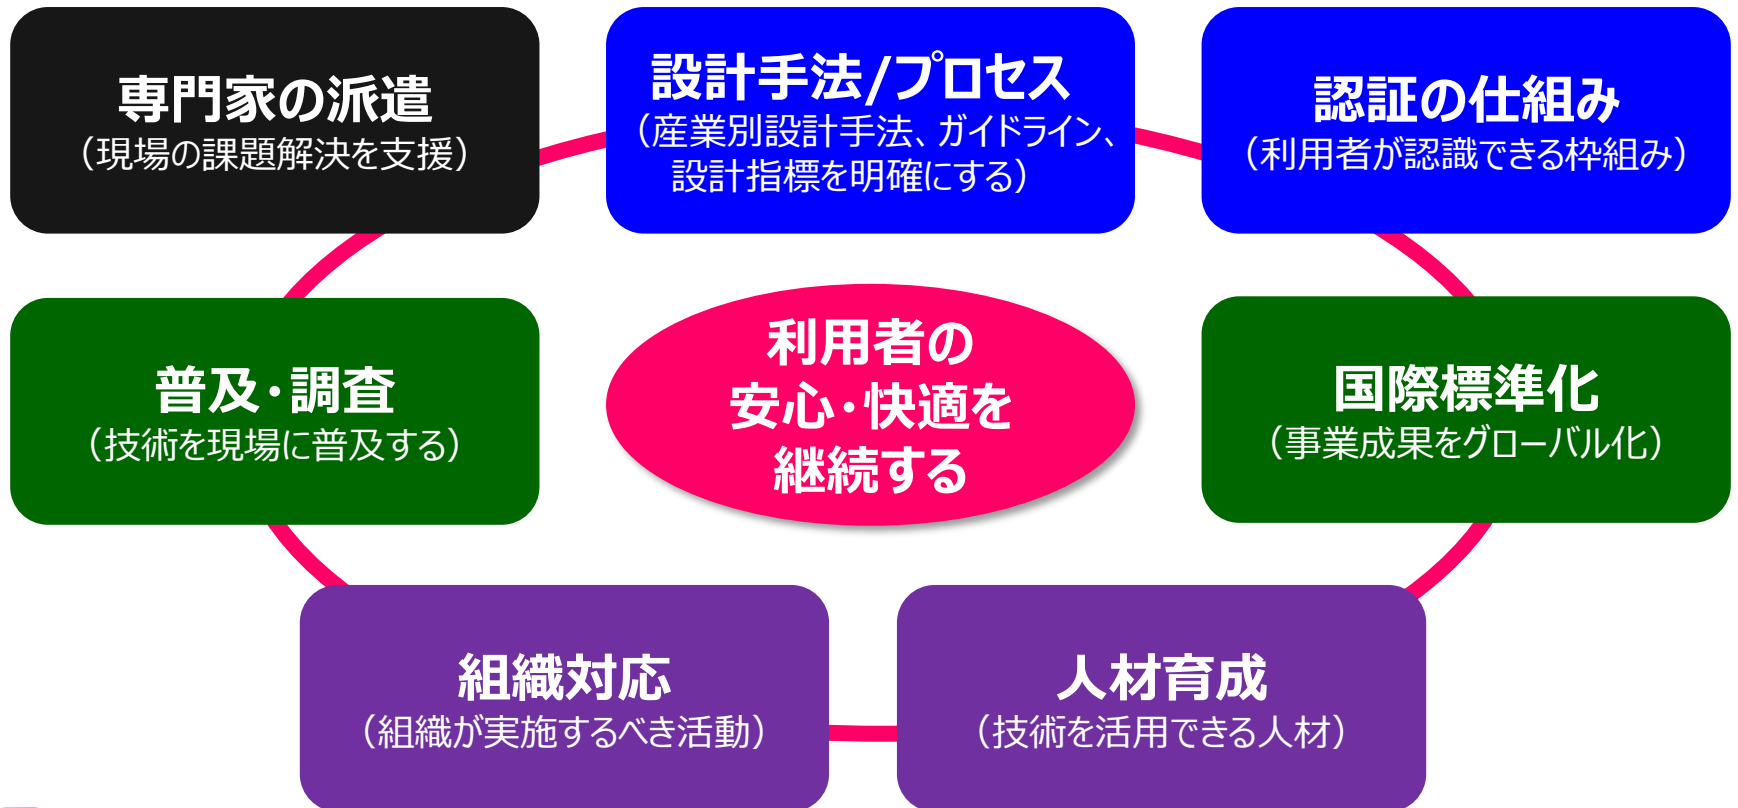 専門家の派遣
（現場の課題解決を支援）
設計手法/プロセス
（産業別設計手法、ガイドライン、
設計指標を明確にする）
認証の仕組み
（利用者が認識できる枠組み）
普及・調査
（技術を現場に普及する）
利用者の
安心・快適を
継続する
国際標準化
（事業成果をグローバル化）
組織対応
（組織が実施するべき活動）
人材育成
（技術を活用できる人材）